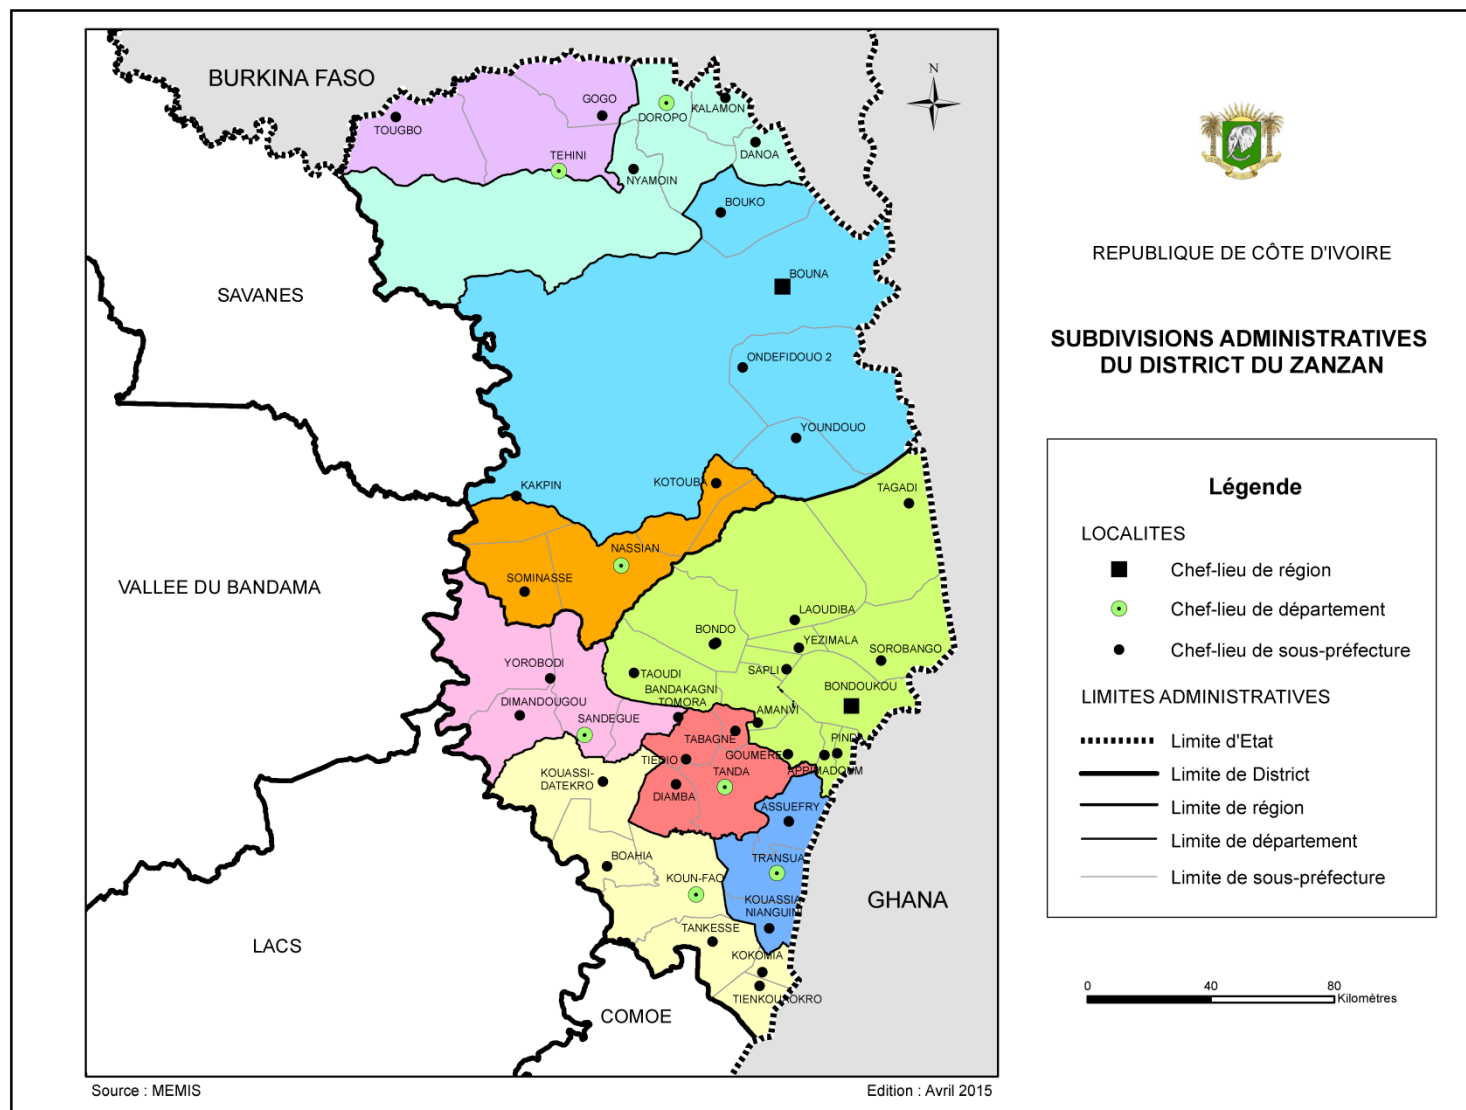 BURKINA FASO
N
GOGO
KALAMON
TOUGBO
DOROPO
DANOA
TEHINI
NYAMOIN
BOUKO
REPUBLIQUE DE CÔTE D'IVOIRE
BOUNA
SAVANES
SUBDIVISIONS ADMINISTRATIVES
DU DISTRICT DU ZANZAN
ONDEFIDOUO 2
YOUNDOUO
KAKPIN
KOTOUBA
TAGADI
Légende
LOCALITES
Chef-lieu de région
Chef-lieu de département
Chef-lieu de sous-préfecture
LIMITES ADMINISTRATIVES
Limite d'Etat
Limite de District
Limite de région
Limite de département
Limite de sous-préfecture
NASSIAN
SOMINASSE
VALLEE DU BANDAMA
LAOUDIBA
BONDO
YEZIMALA
SOROBANGO
YOROBODI
TAOUDI
SAPLI
BONDOUKOU
BANDAKAGNI
TOMORA
DIMANDOUGOU
SANDEGUE
AMANVI
TABAGNE
GOUMERE
TIEDIO
APPIMADOUM
KOUASSI-
DATEKRO
TANDA
DIAMBA
ASSUEFRY
BOAHIA
TRANSUA
KOUN-FAO
KOUASSIA
NIANGUINI
GHANA
TANKESSE
LACS
KOKOMIA
COMOE
0
40
80
Kilomètres
Source : MEMIS
Edition : Avril 2015